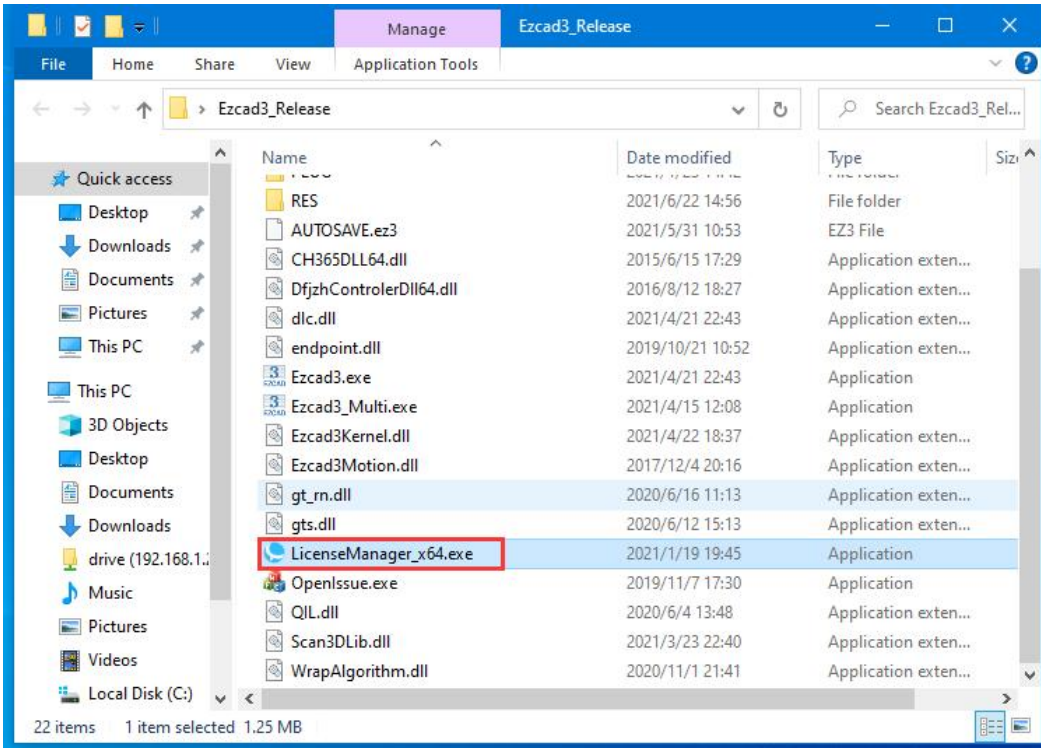 Manage Ezcad3_Release
File Home Share View Application Tools
Ezcad3_Release Search Ezcad3_Rel...
Name Date modified Type Siz
Quick access
Desktop
Downloads
Documents
Pictures
This PC
This PC
3D Objects
Desktop
Documents
Downloads
drive (192.168.1.
Music
Pictures
Videos
Local Disk (C:)
RES 2021/6/22 14:56 File folder
AUTOSAVE.ez3 2021/5/31 10:53 EZ3 File
CH365DLL64.dll 2015/6/15 17:29 Application exten...
DfjzhControlerDll64.dll 2016/8/12 18:27 Application exten...
dlc.dll 2021/4/21 22:43 Application exten...
endpoint.dll 2019/10/21 10:52 Application exten...
Ezcad3.exe 2021/4/21 22:43 Application
Ezcad3_Multi.exe 2021/4/15 12:08 Application
Ezcad3Kernel.dll 2021/4/22 18:37 Application exten...
Ezcad3Motion.dll 2017/12/4 20:16 Application exten...
gt_rn.dll 2020/6/16 11:13 Application exten...
gts.dll 2020/6/12 15:13 Application exten...
LicenseManager_x64.exe 2021/1/19 19:45 Application
OpenIssue.exe 2019/11/7 17:30 Application
QIL.dll 2020/6/4 13:48 Application exten...
Scan3DLib.dll 2021/3/23 22:40 Application exten...
WrapAlgorithm.dll 2020/11/1 21:41 Application exten...
22 items 1 item selected 1.25 MB